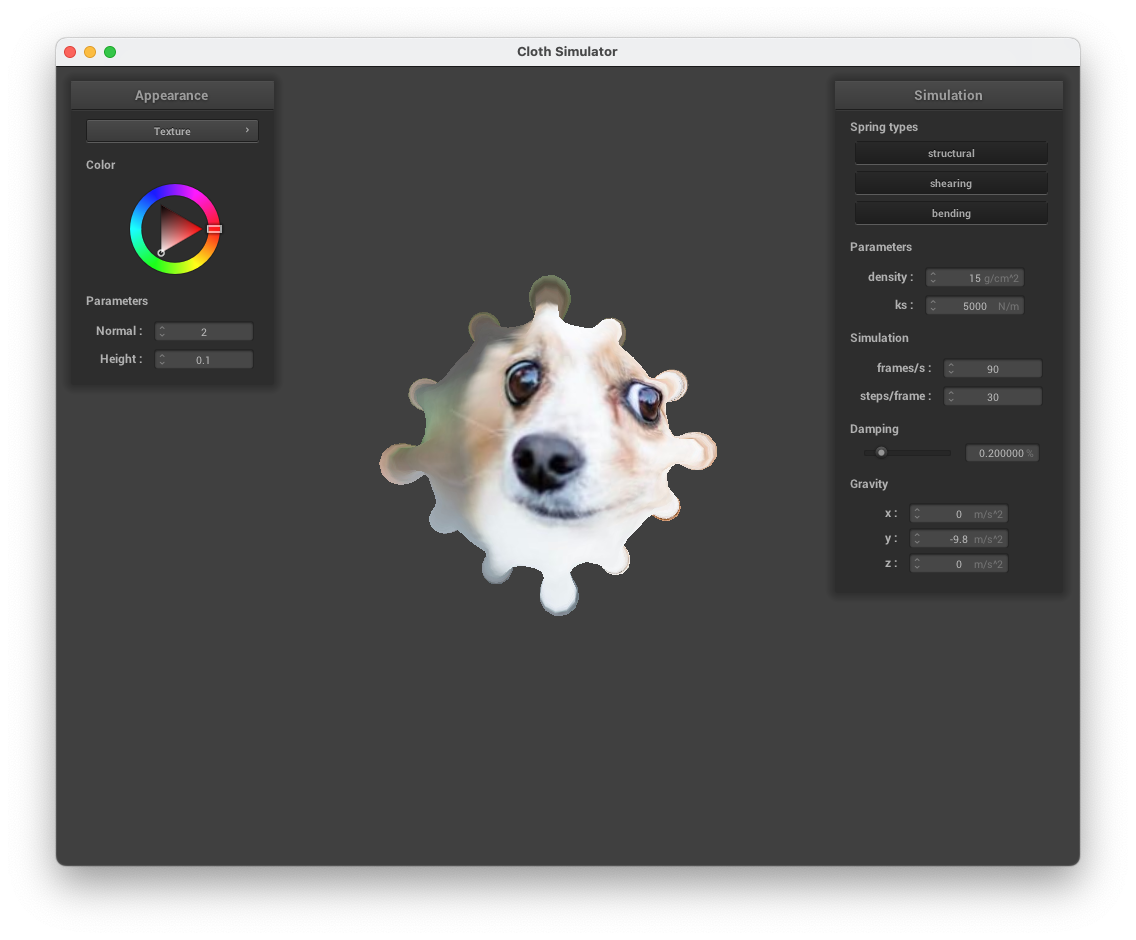 Cloth Simulator
Appearance
Texture
Color
Parameters
Normal : 2
Height : 0.1
Simulation
Spring types
structural
shearing
bending
Parameters
density : 15 g/cm^2
ks : 5000 N/m
Simulation
frames/s : 90
steps/frame : 30
Damping
0.200000 %
Gravity
x : 0 m/s^2
y : -9.8 m/s^2
z : 0 m/s^2